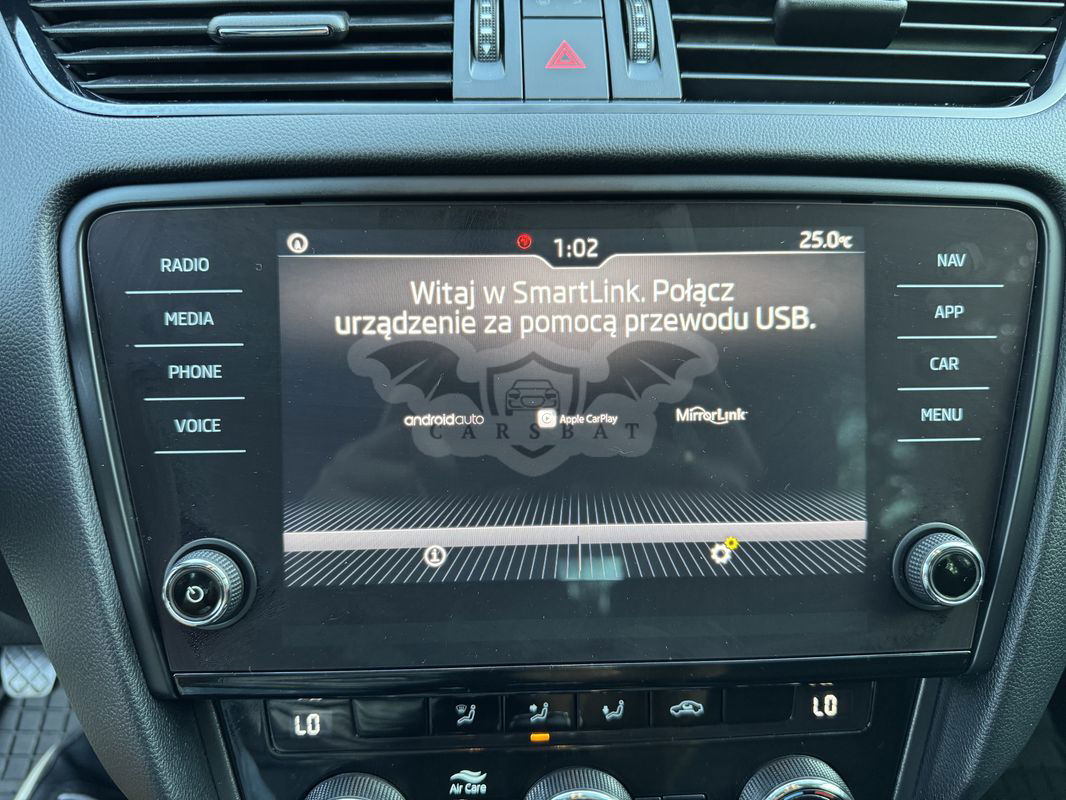 1:02
25.0°C
RADIO
MEDIA
PHONE
VOICE
Witaj w SmartLink. Połącz
urządzenie za pomocą przewodu USB.
androidauto
Apple CarPlay
MirrorLink
CARSBAT
NAV
APP
CAR
MENU
LO
LO
Air Care